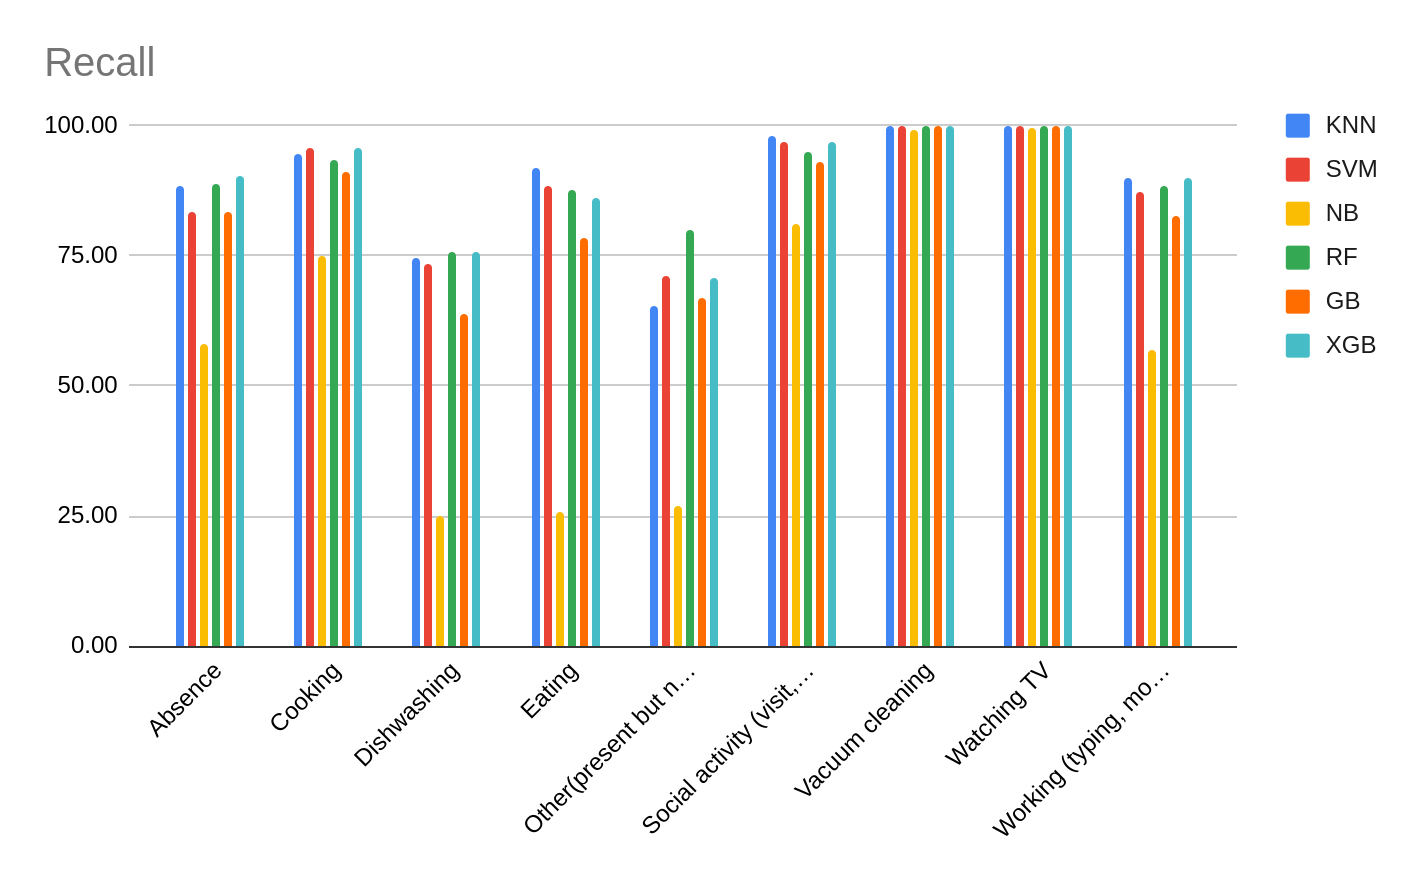 Recall
100.00
75.00
50.00
25.00
0.00
KNN
SVM
NB
RF
GB
XGB
Absence
Cooking
Dishwashing
Eating
Other(present but n…
Social activity (visit,…
Vacuum cleaning
Watching TV
Working (typing, mo…